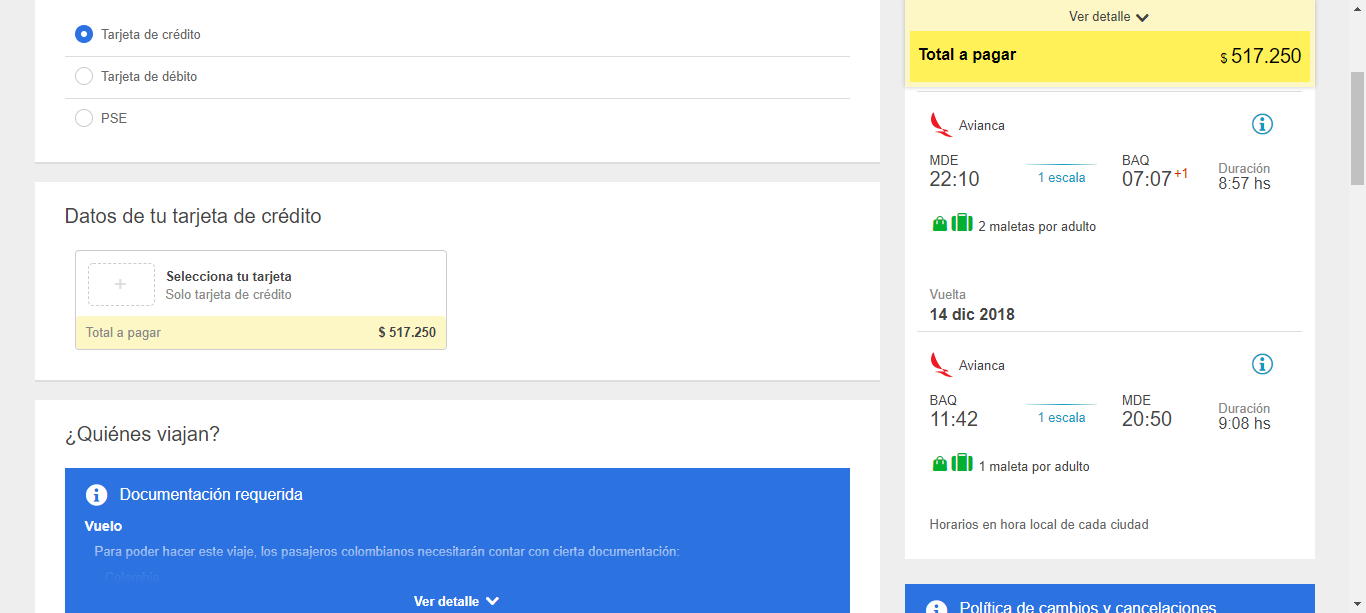 Tarjeta de crédito
Tarjeta de débito
PSE
Datos de tu tarjeta de crédito
Selecciona tu tarjeta
Solo tarjeta de crédito
Total a pagar $ 517.250
¿Quiénes viajan?
Documentación requerida
Vuelo
Para poder hacer este viaje, los pasajeros colombianos necesitarán contar con cierta documentación:
Colombia
Ver detalle
Ver detalle
Total a pagar $ 517.250
Avianca
MDE BAQ Duración
22:10 1 escala 07:07 +1 8:57 hs
2 maletas por adulto
Vuelta
14 dic 2018
Avianca
BAQ MDE Duración
11:42 1 escala 20:50 9:08 hs
1 maleta por adulto
Horarios en hora local de cada ciudad
Política de cambios y cancelaciones